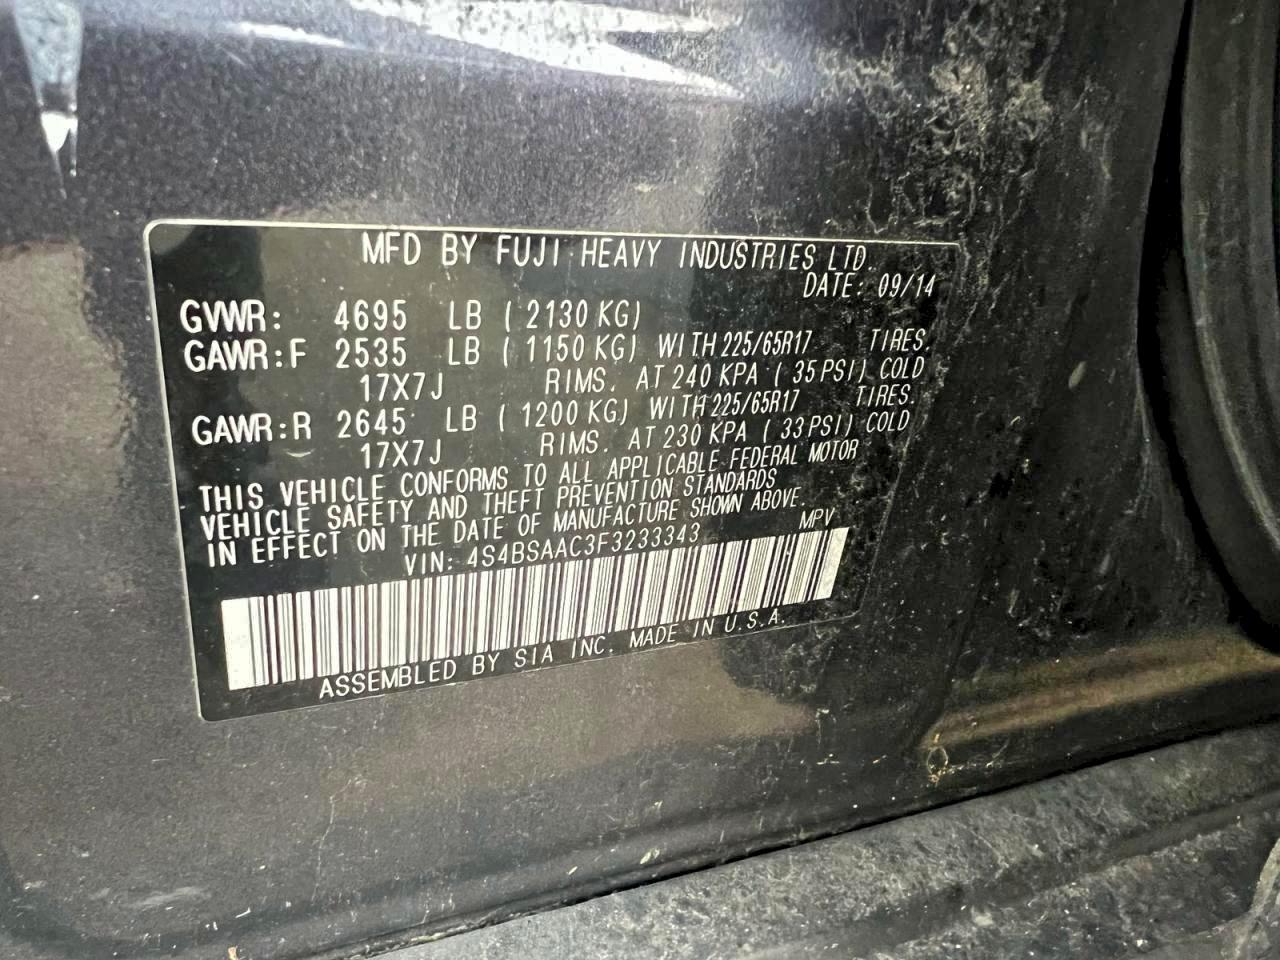 MFD BY FUJI HEAVY INDUSTRIES LTD.
DATE: 09/14
GVWR: 4695 LB (2130 KG)
GAWR:F 2535 LB (1150 KG) WITH 225/65R17 TIRES.
17X7J RIMS. AT 240 KPA (35 PSI) COLD
GAWR:R 2645 LB (1200 KG) WITH 225/65R17 TIRES.
17X7J RIMS. AT 230 KPA (33 PSI) COLD
THIS VEHICLE CONFORMS TO ALL APPLICABLE FEDERAL MOTOR
VEHICLE SAFETY AND THEFT PREVENTION STANDARDS
IN EFFECT ON THE DATE OF MANUFACTURE SHOWN ABOVE.
VIN: 4S4BSAAC3F3233343 MPV
ASSEMBLED BY SIA INC. MADE IN U.S.A.